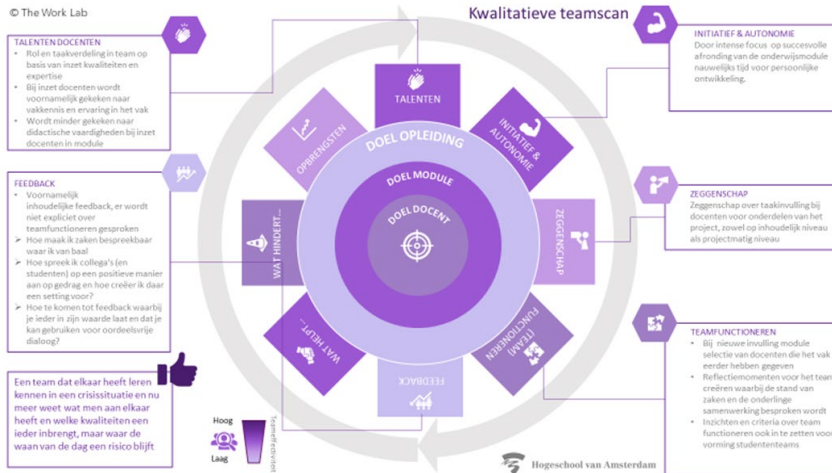 © The Work Lab
Kwalitatieve teamscan
TALENTEN DOCENTEN
• Rol en taakverdeling in team op
basis van inzet kwaliteiten en
expertise
• Bij inzet docenten wordt
voornamelijk gekeken naar
vakkennis en ervaring in het vak
• Wordt minder gekeken naar
didactische vaardigheden bij inzet
docenten in module
FEEDBACK
• Voornamelijk
inhoudelijke feedback, er wordt
niet expliciet over
teamfunctioneren gesproken
➢ Hoe maak ik zaken bespreekbaar
waar ik van baal
➢ Hoe spreek ik collega's (en
studenten) op een positieve manier
aan op gedrag en hoe creëer ik daar
een setting voor?
➢ Hoe te komen tot feedback waarbij
je ieder in zijn waarde laat en dat je
kan gebruiken voor oordeelsvrije
dialoog?
Een team dat elkaar heeft leren
kennen in een crisissituatie en nu
meer weet wat men aan elkaar
heeft en welke kwaliteiten een
ieder inbrengt, maar waar de
waan van de dag een risico blijft
TALENTEN
INITIATIEF &
AUTONOMIE
ZEGGENSCHAP
(TEAM)
FUNCTIONEREN
FEEDBACK
WAT HELPT...
WAT HINDERT...
OPBRENGSTEN
DOEL OPLEIDING
DOEL MODULE
DOEL DOCENT
Hoog
Laag
Teameffectiviteit
INITIATIEF & AUTONOMIE
Door intense focus op succesvolle
afronding van de onderwijsmodule
nauwelijks tijd voor persoonlijke
ontwikkeling.
ZEGGENSCHAP
Zeggenschap over taakinvulling bij
docenten voor onderdelen van het
project, zowel op inhoudelijk niveau
als projectmatig niveau
TEAMFUNCTIONEREN
• Bij nieuwe invulling module
selectie van docenten die het vak
eerder hebben gegeven
• Reflectiemomenten voor het team
creëren waarbij de stand van
zaken en de onderlinge
samenwerking besproken wordt
• Inzichten en criteria over team
functioneren ook in te zetten voor
vorming studententeams
Hogeschool van Amsterdam